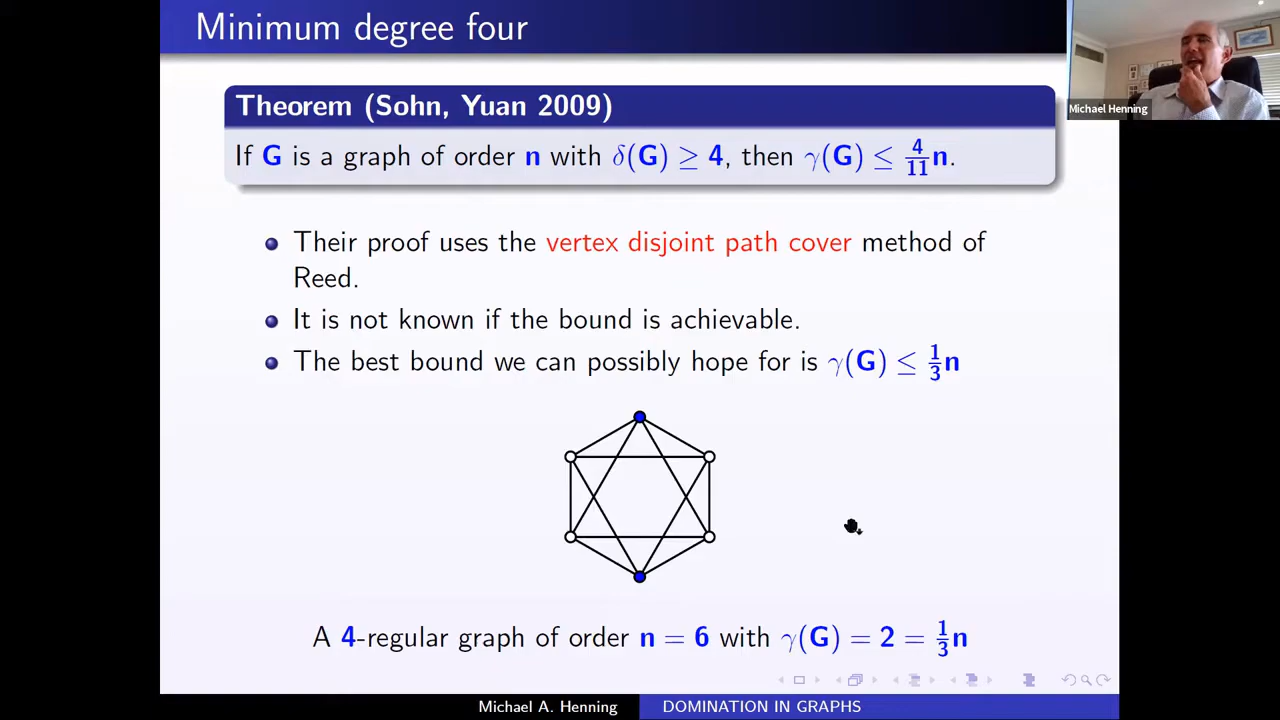 Minimum degree four
Michael Henning
Theorem (Sohn, Yuan 2009)
If G is a graph of order n with δ(G) ≥ 4, then γ(G) ≤ 4/11 n.
Their proof uses the vertex disjoint path cover method of
Reed.
It is not known if the bound is achievable.
The best bound we can possibly hope for is γ(G) ≤ 1/3 n
A 4-regular graph of order n = 6 with γ(G) = 2 = 1/3 n
Michael A. Henning DOMINATION IN GRAPHS